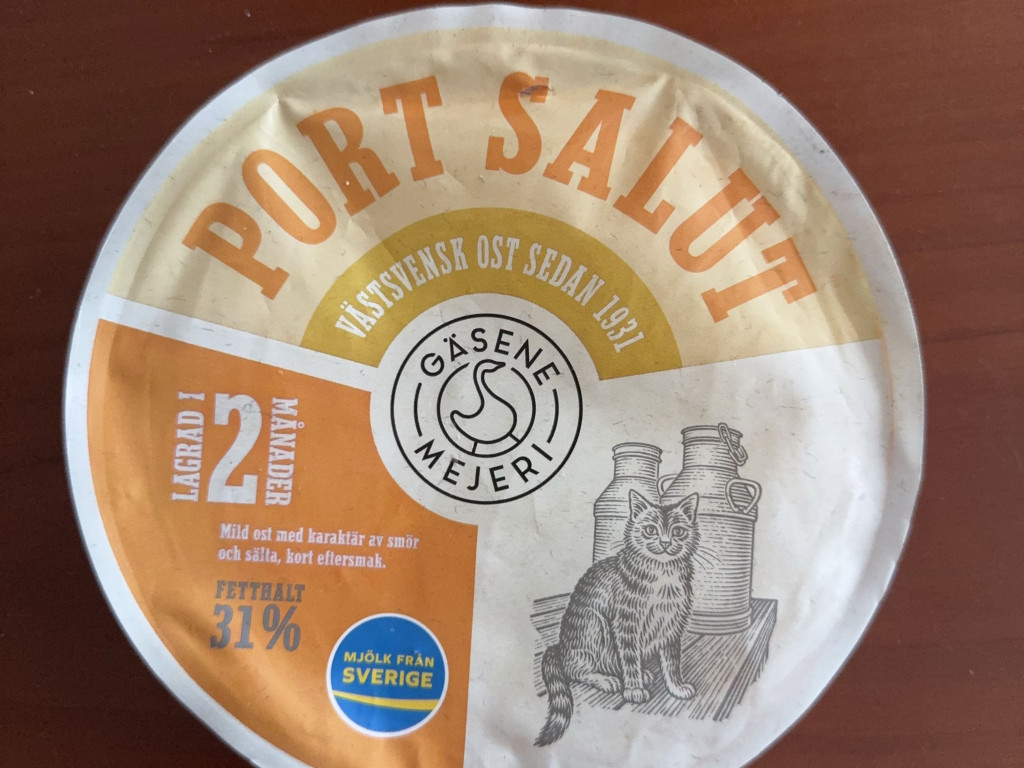 PORT SALUT
VÄSTSVENSK OST SEDAN 1931
GÄSENE
MEJERI
LAGRAD I
2
MÅNADER
Mild ost med karaktär av smör
och sälta, kort eftersmak.
FETTHALT
31%
MJÖLK FRÅN
SVERIGE